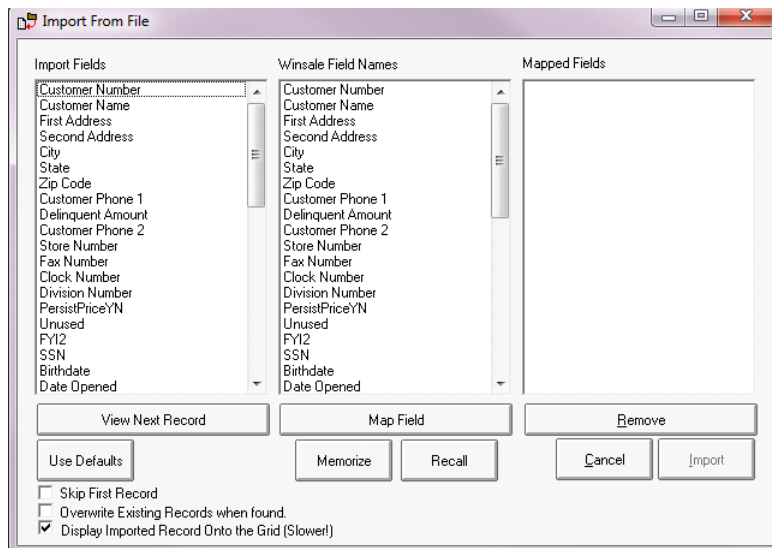 Import From File
Import Fields
Customer Number
Customer Name
First Address
Second Address
City
State
Zip Code
Customer Phone 1
Delinquent Amount
Customer Phone 2
Store Number
Fax Number
Clock Number
Division Number
PersistPriceYN
Unused
FYI2
SSN
Birthdate
Date Opened
Winsale Field Names
Customer Number
Customer Name
First Address
Second Address
City
State
Zip Code
Customer Phone 1
Delinquent Amount
Customer Phone 2
Store Number
Fax Number
Clock Number
Division Number
PersistPriceYN
Unused
FYI2
SSN
Birthdate
Date Opened
Mapped Fields
View Next Record
Map Field
Remove
Use Defaults
Memorize
Recall
Cancel
Import
Skip First Record
Overwrite Existing Records when found.
Display Imported Record Onto the Grid (Slower!)